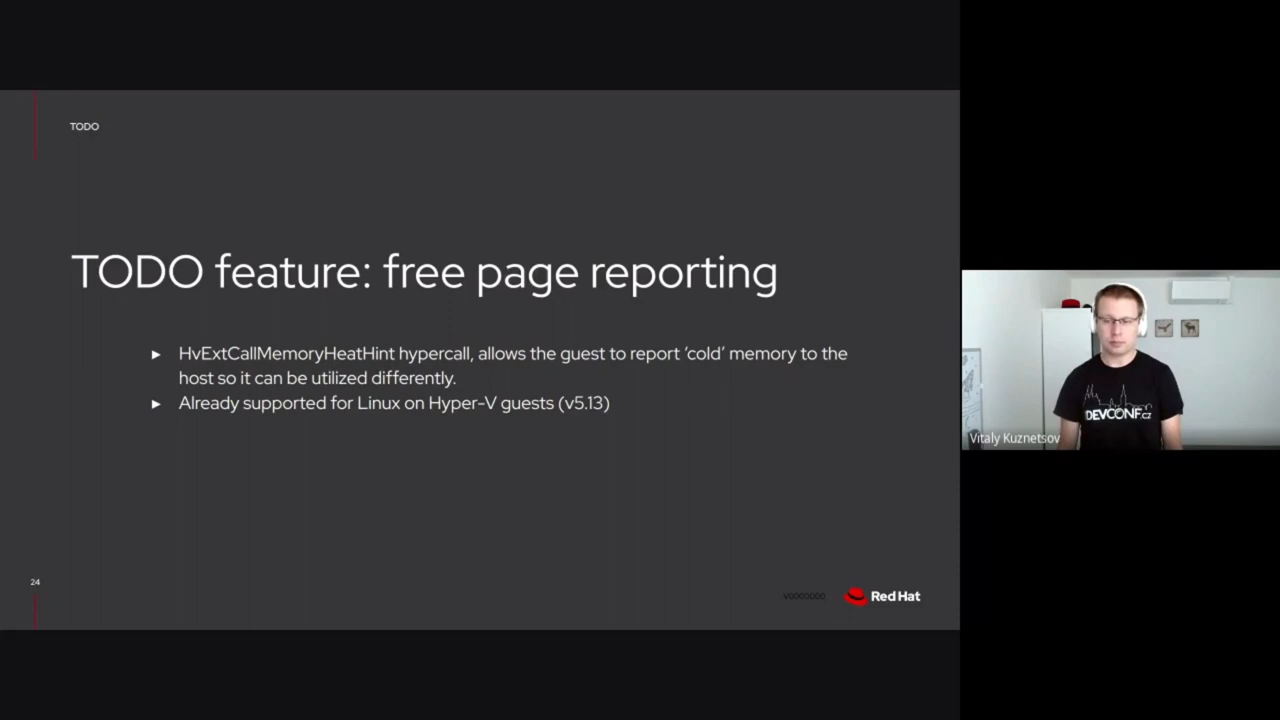 TODO
TODO feature: free page reporting
► HvExtCallMemoryHeatHint hypercall, allows the guest to report ‘cold’ memory to the
host so it can be utilized differently.
► Already supported for Linux on Hyper-V guests (v5.13)
24
V0000000
Red Hat
DEVCONF.cz
Vitaly Kuznetsov